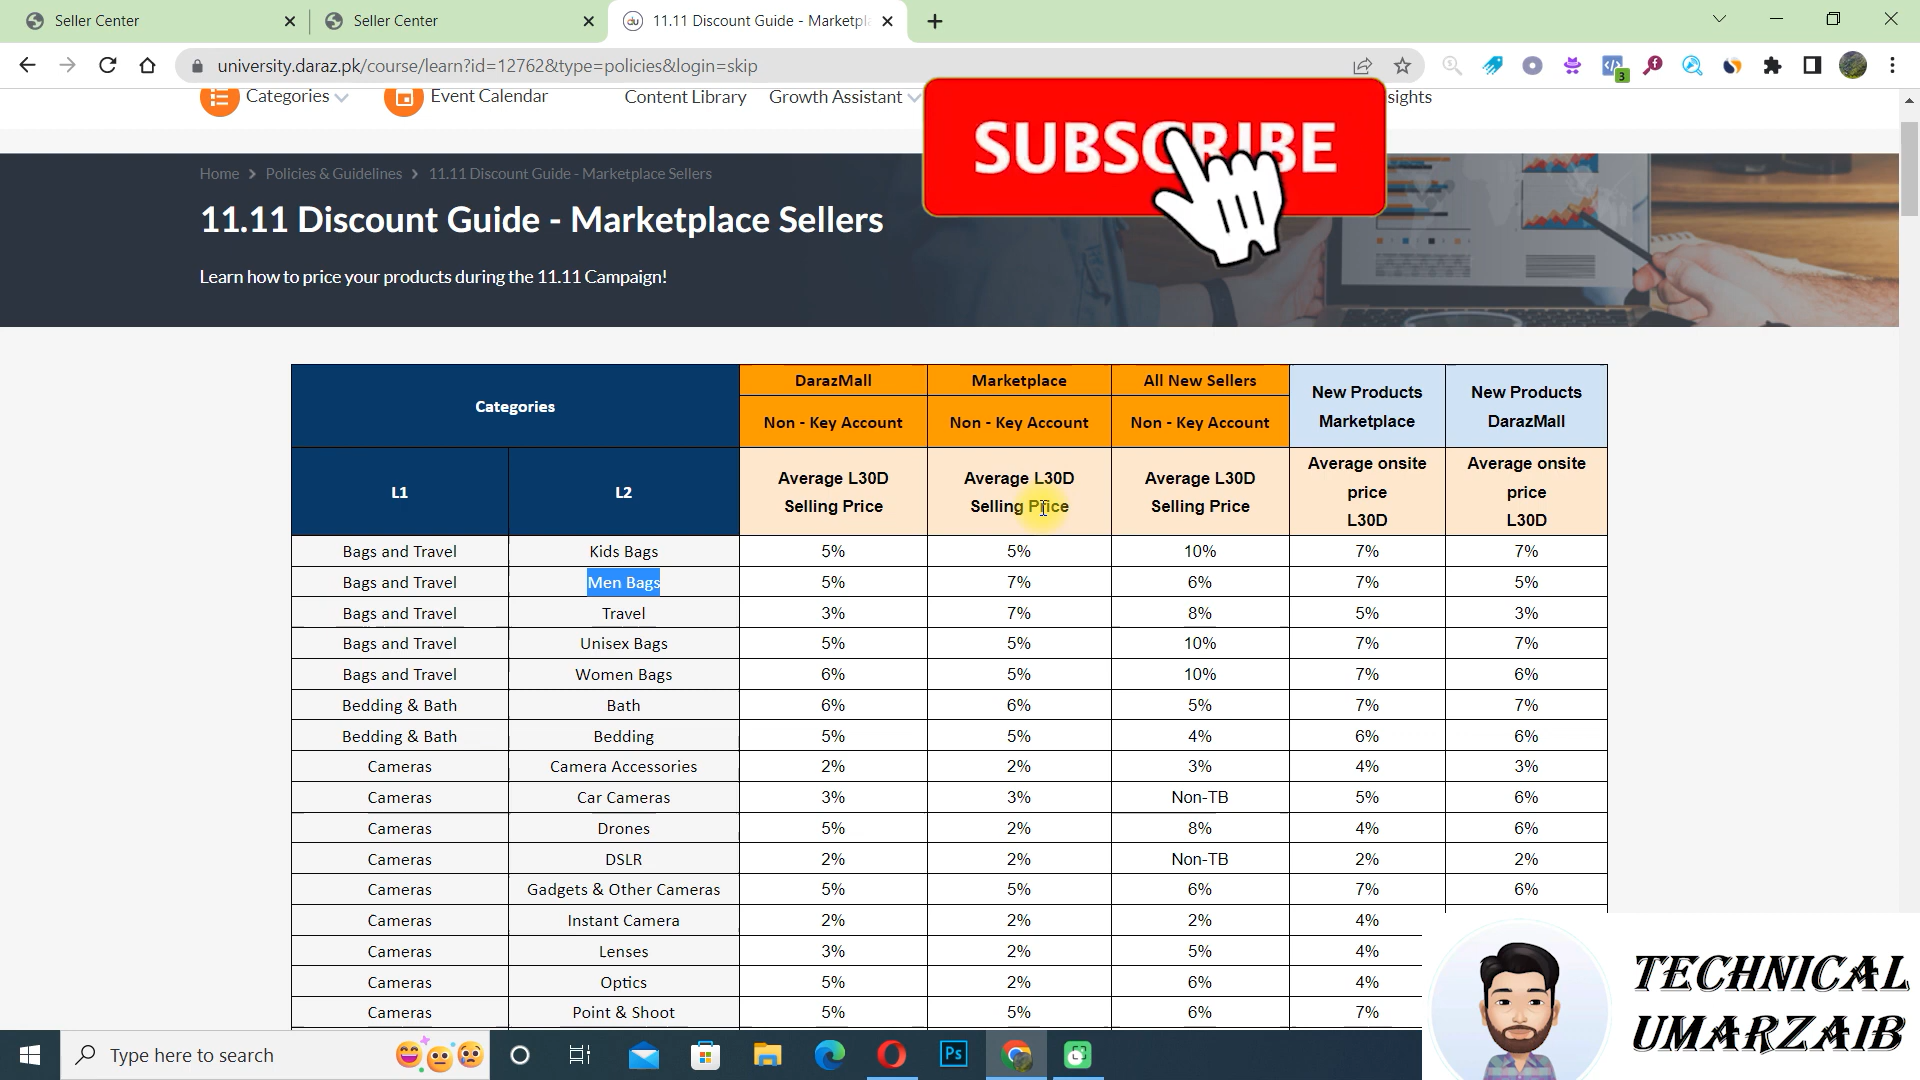 Seller Center
Seller Center
11.11 Discount Guide - Marketpl
university.daraz.pk/course/learn?id=12762&type=policies&login=skip
3
Categories
Event Calendar
Content Library
Growth Assistant
sights
SUBSCRIBE
Home > Policies & Guidelines > 11.11 Discount Guide - Marketplace Sellers
11.11 Discount Guide - Marketplace Sellers
Learn how to price your products during the 11.11 Campaign!
Categories DarazMall Marketplace All New Sellers New Products Marketplace New Products DarazMall
Non - Key Account Non - Key Account Non - Key Account
L1 L2 Average L30D Selling Price Average L30D Selling Price Average L30D Selling Price Average onsite price L30D Average onsite price L30D
Bags and Travel Kids Bags 5% 5% 10% 7% 7%
Bags and Travel Men Bags 5% 7% 6% 7% 5%
Bags and Travel Travel 3% 7% 8% 5% 3%
Bags and Travel Unisex Bags 5% 5% 10% 7% 7%
Bags and Travel Women Bags 6% 5% 10% 7% 6%
Bedding & Bath Bath 6% 6% 5% 7% 7%
Bedding & Bath Bedding 5% 5% 4% 6% 6%
Cameras Camera Accessories 2% 2% 3% 4% 3%
Cameras Car Cameras 3% 3% Non-TB 5% 6%
Cameras Drones 5% 2% 8% 4% 6%
Cameras DSLR 2% 2% Non-TB 2% 2%
Cameras Gadgets & Other Cameras 5% 5% 6% 7% 6%
Cameras Instant Camera 2% 2% 2% 4%
Cameras Lenses 3% 2% 5% 4%
Cameras Optics 5% 2% 6% 4%
Cameras Point & Shoot 5% 5% 6% 7%
TECHNICAL
UMARZAIB
Type here to search
Ps